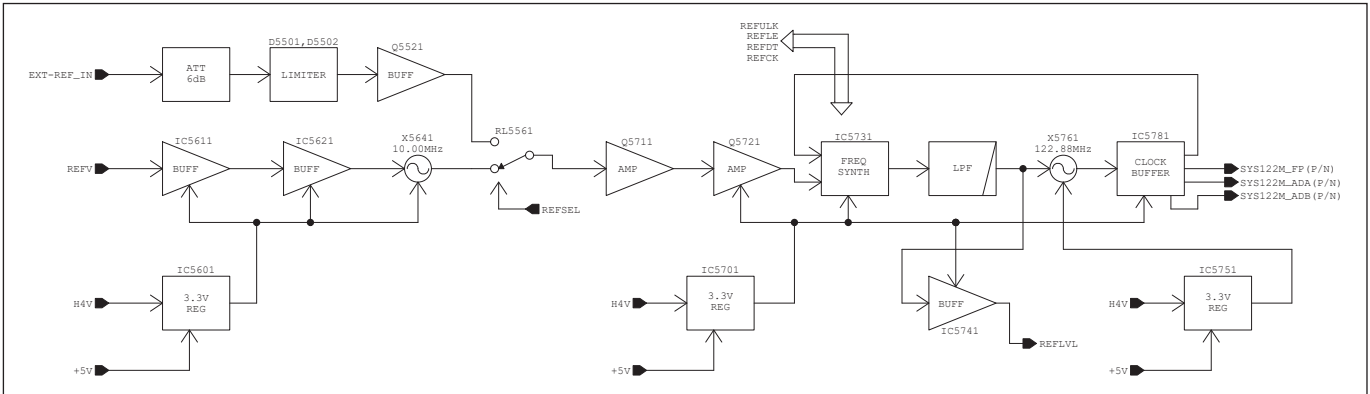 REFULK
REFLE
REFDT
REFCK
D5501,D5502
Q5521
EXT-REF_IN
ATT
6dB
LIMITER
BUFF
RL5561
IC5611
IC5621
X5641
10.00MHz
Q5711
Q5721
IC5731
X5761
122.88MHz
IC5781
REFV
BUFF
BUFF
AMP
AMP
FREQ
SYNTH
LPF
CLOCK
BUFFER
SYS122M_FP(P/N)
SYS122M_ADA(P/N)
SYS122M_ADB(P/N)
REFSEL
IC5601
IC5701
IC5751
H4V
3.3V
REG
H4V
3.3V
REG
BUFF
IC5741
H4V
3.3V
REG
REFLVL
+5V
+5V
+5V